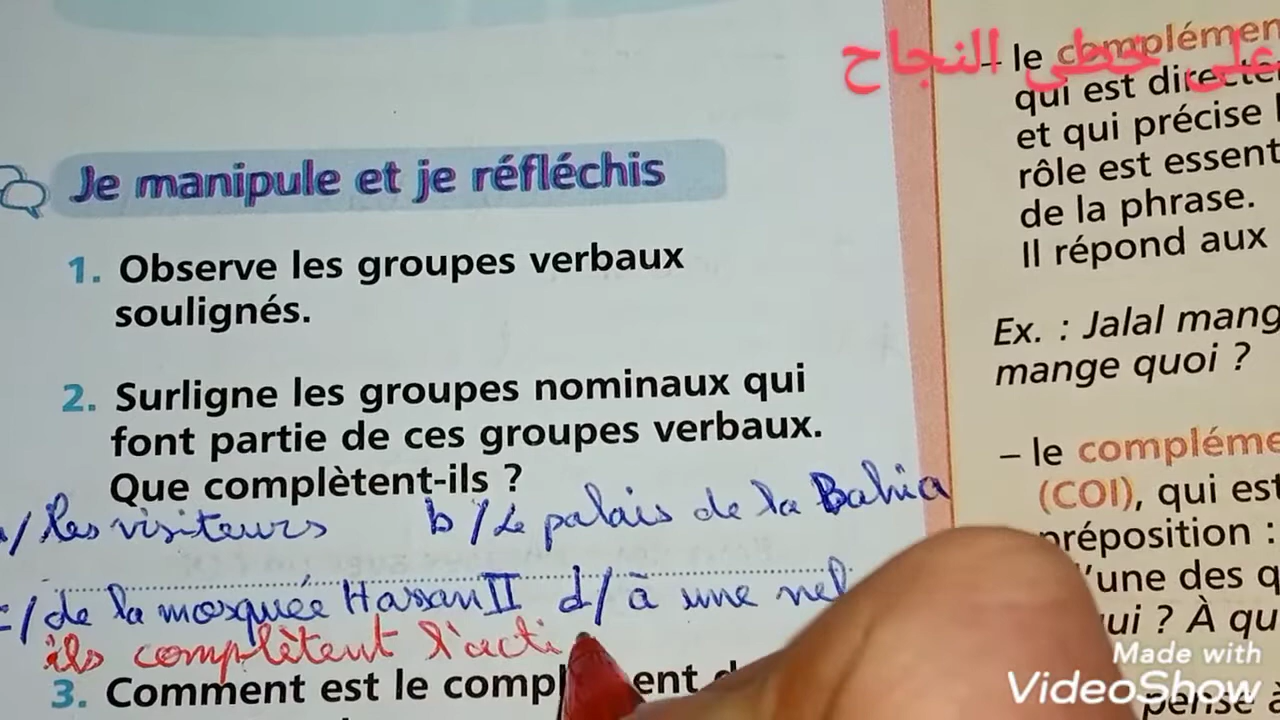 على خطى النجاح
Je manipule et je réfléchis
1. Observe les groupes verbaux
soulignés.
2. Surligne les groupes nominaux qui
font partie de ces groupes verbaux.
Que complètent-ils ?
a/ les visiteurs b/ Le palais de la Bahia
c/ de la mosquée Hassan II d/ à une
ils complètent l'acti
3. Comment est le
– le complémen
qui est directe
et qui précise
rôle est essent
de la phrase.
Il répond aux
Ex. : Jalal mang
mange quoi ?
– le compléme
(COI), qui est
préposition :
l'une des q
ui ? À qu
pense à
Made with
VideoShow